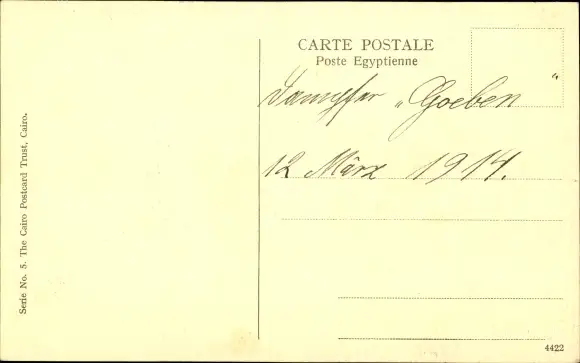 CARTE POSTALE
Poste Egyptienne
Dampfer „Goeben“
12 März 1914.
Serie No. 5. The Cairo Postcard Trust, Cairo.
4422